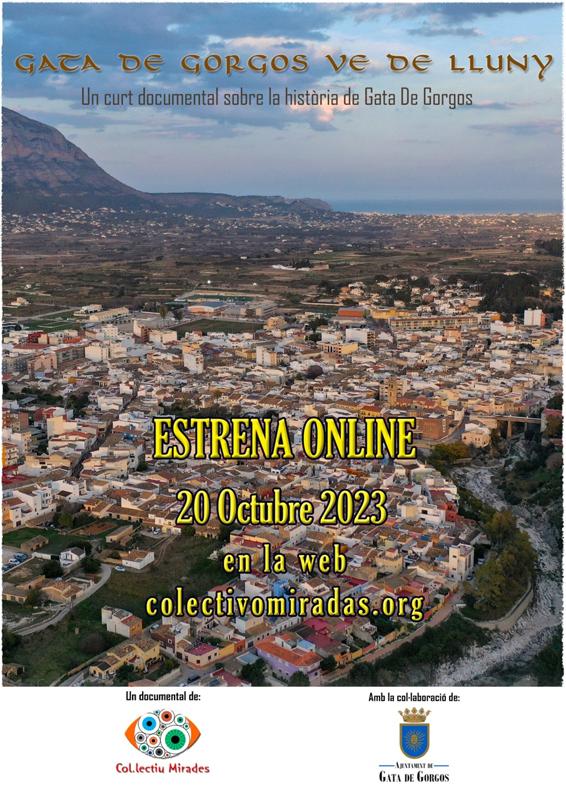 GATA DE GORGOS VE DE LLUNY
Un curt documental sobre la història de Gata De Gorgos
ESTRENA ONLINE
20 Octubre 2023
en la web
colectivomiradas.org
Un documental de:
Col.lectiu Mirades
Amb la col·laboració de:
AJUNTAMENT DE
GATA DE GORGOS